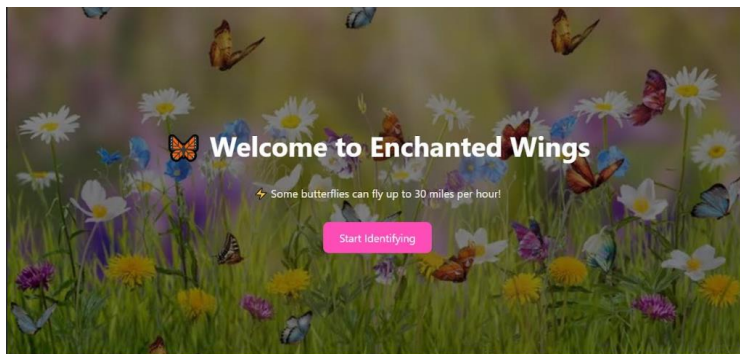 🦋 Welcome to Enchanted Wings
⚡ Some butterflies can fly up to 30 miles per hour!
Start Identifying